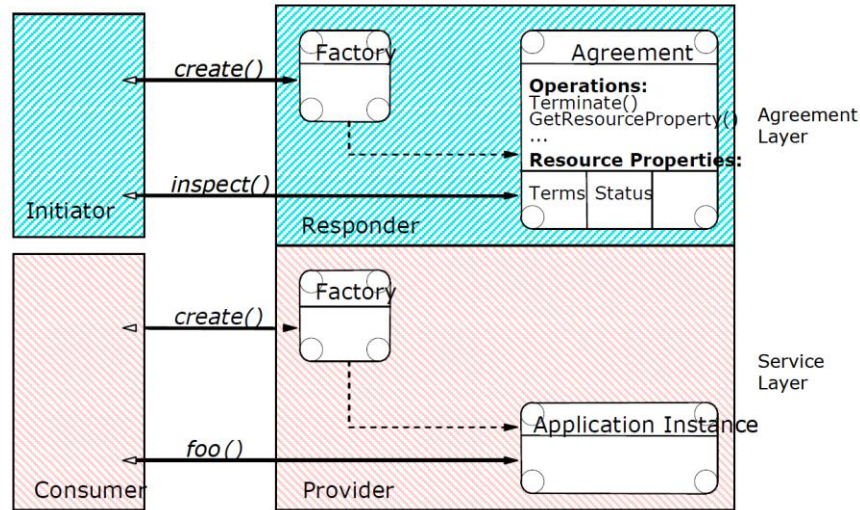 Factory
Agreement
create()
Operations:
Terminate()
GetResourceProperty()
...
Resource Properties:
Agreement
Layer
inspect()
Terms
Status
Initiator
Responder
Factory
create()
Service
Layer
Application Instance
foo()
Consumer
Provider